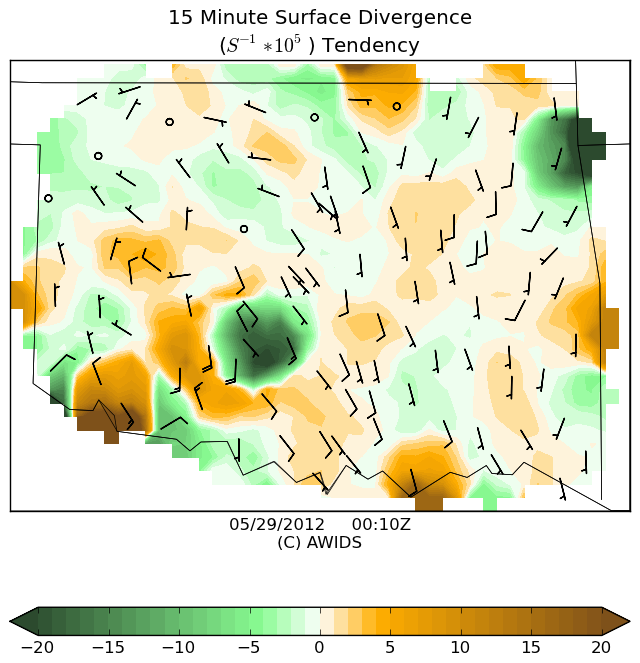 15 Minute Surface Divergence
(S⁻¹ * 10⁵ ) Tendency
05/29/2012 00:10Z
(C) AWIDS
−20 −15 −10 −5 0 5 10 15 20